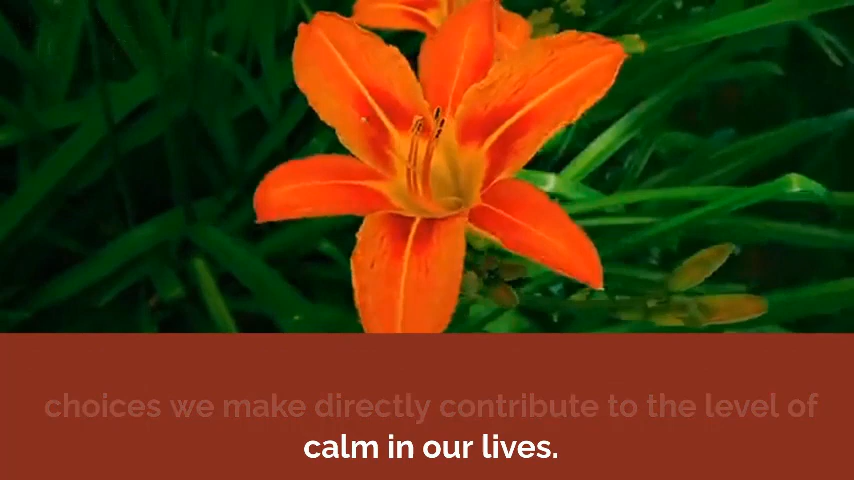 choices we make directly contribute to the level of
calm in our lives.